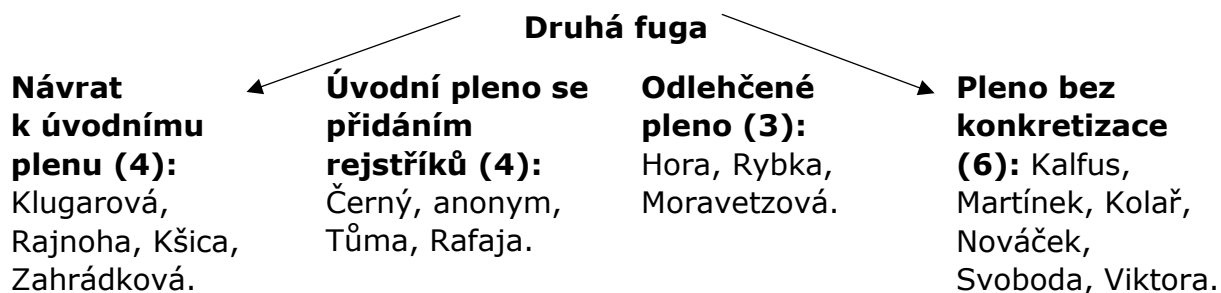 Druhá fuga
Návrat
k úvodnímu
plenu (4):
Klugarová,
Rajnoha, Kšica,
Zahrádková.
Úvodní pleno se
přidáním
rejstříků (4):
Černý, anonym,
Tůma, Rafaja.
Odlehčené
pleno (3):
Hora, Rybka,
Moravetzová.
Pleno bez
konkretizace
(6): Kalfus,
Martínek, Kolař,
Nováček,
Svoboda, Viktora.